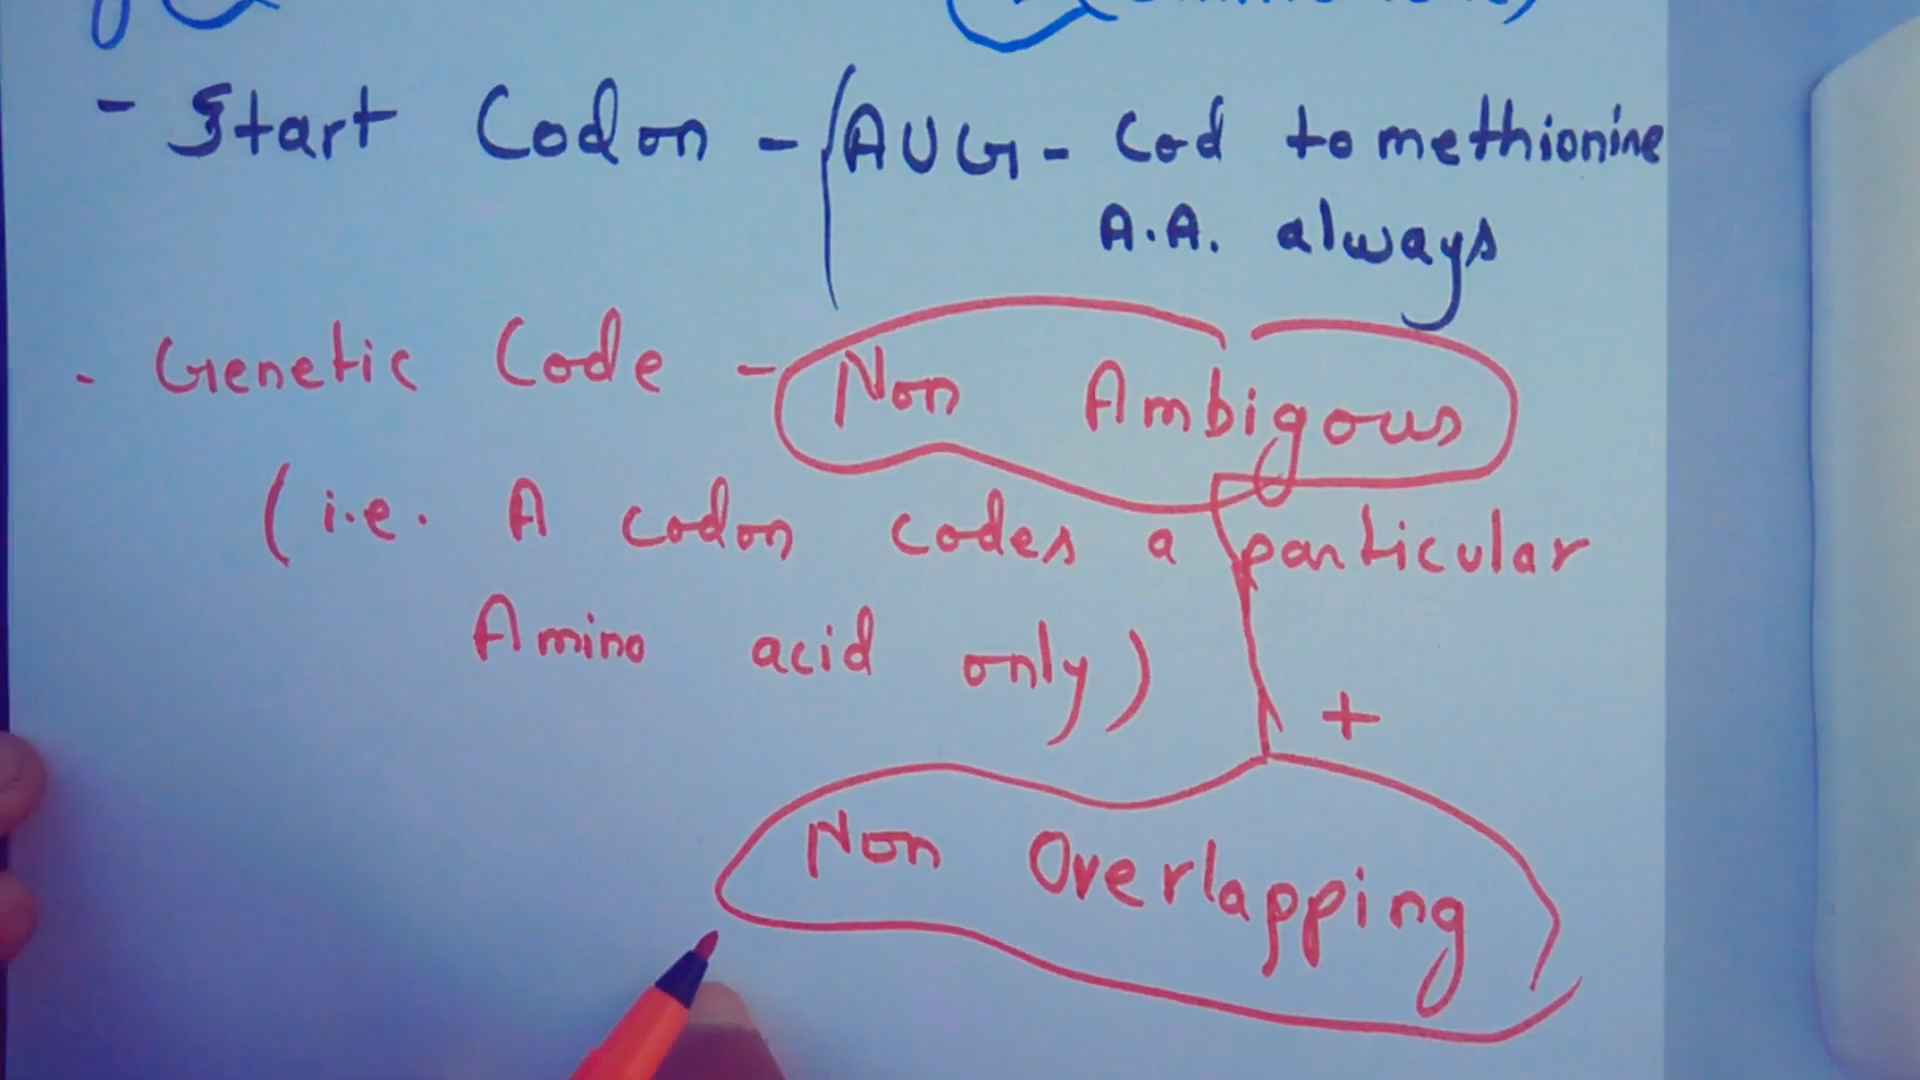 - Start Codon - AUG - Cod to methionine
A.A. always
- Genetic Code - Non Ambigous
(i.e. A codon codes a particular
Amino acid only)
+
Non Overlapping